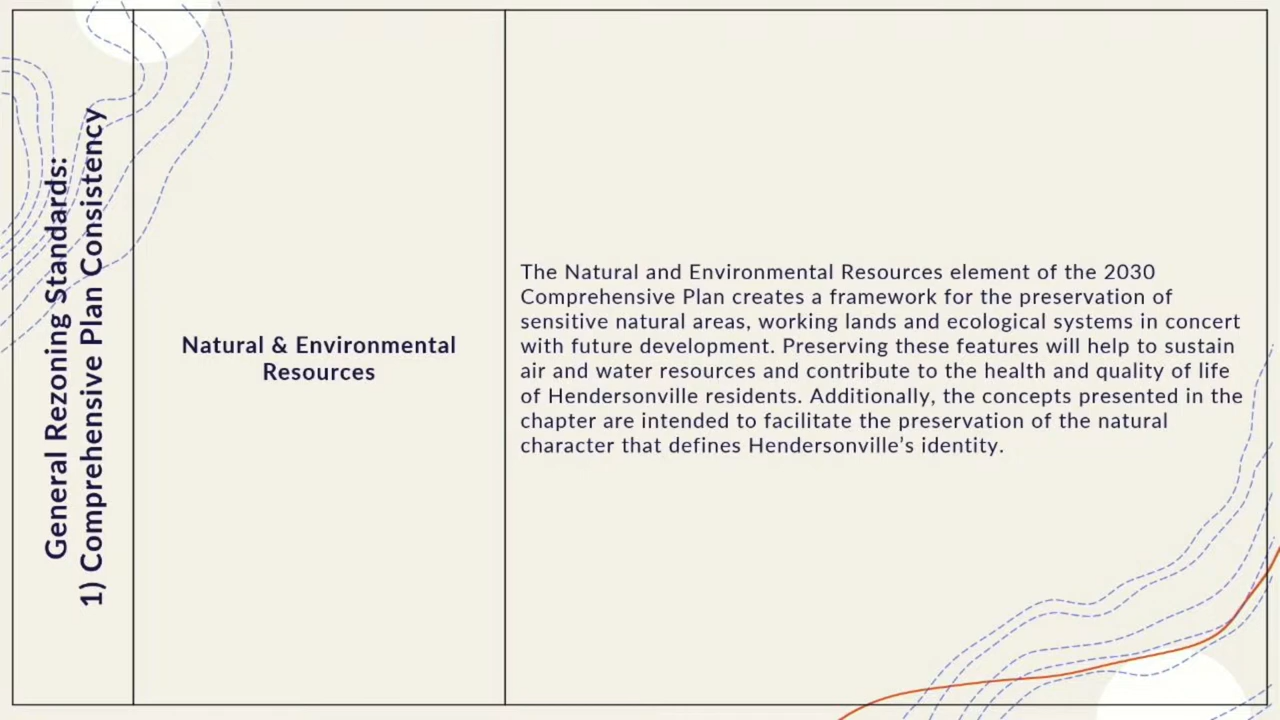 General Rezoning Standards:
1) Comprehensive Plan Consistency
Natural & Environmental
Resources
The Natural and Environmental Resources element of the 2030
Comprehensive Plan creates a framework for the preservation of
sensitive natural areas, working lands and ecological systems in concert
with future development. Preserving these features will help to sustain
air and water resources and contribute to the health and quality of life
of Hendersonville residents. Additionally, the concepts presented in the
chapter are intended to facilitate the preservation of the natural
character that defines Hendersonville’s identity.